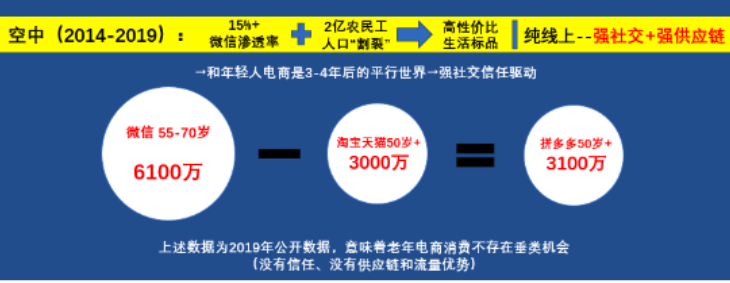 空中（2014-2019）：
15%+
微信渗透率
2亿农民工
人口“割裂”
高性价比
生活标品
纯线上--强社交+强供应链
→和年轻人电商是3-4年后的平行世界→强社交信任驱动
微信 55-70岁
6100万
淘宝天猫50岁+
3000万
拼多多50岁+
3100万
上述数据为2019年公开数据，意味着老年电商消费不存在垂类机会
（没有信任、没有供应链和流量优势）